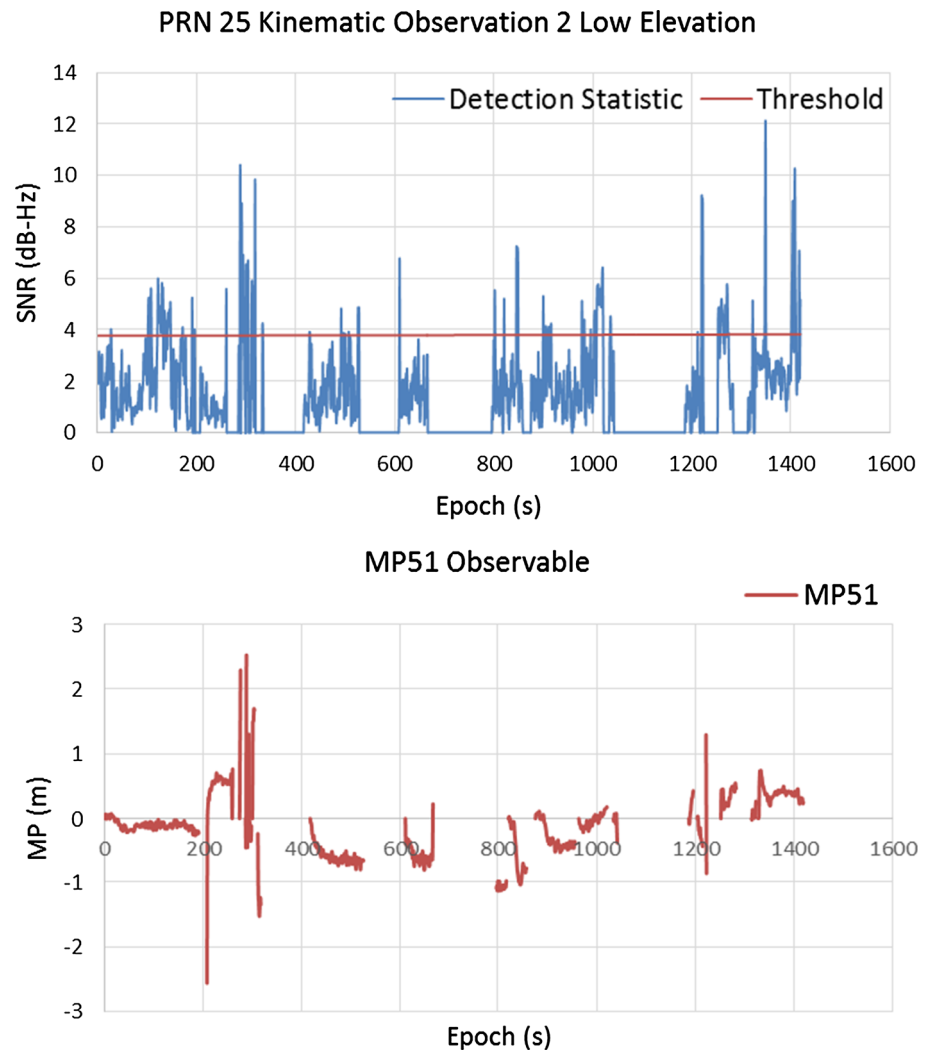 PRN 25 Kinematic Observation 2 Low Elevation
14
Detection Statistic Threshold
12
10
8
6
4
2
0
SNR (dB-Hz)
0 200 400 600 800 1000 1200 1400 1600
Epoch (s)
MP51 Observable
MP51
3
2
1
0
-1
-2
-3
MP (m)
0 200 400 600 800 1000 1200 1400 1600
Epoch (s)